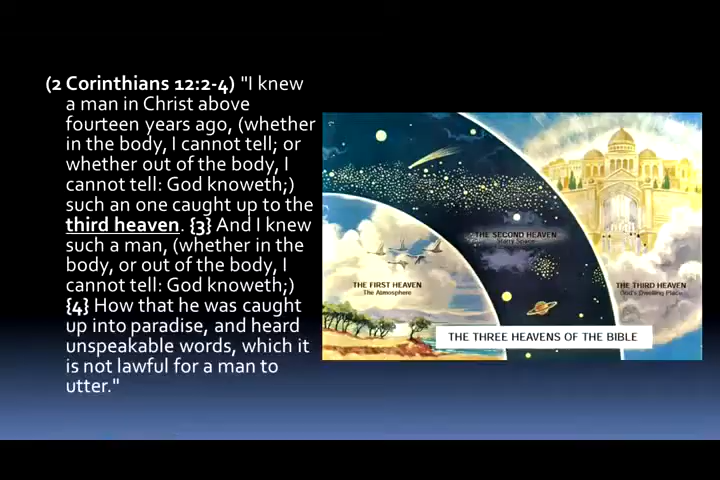 (2 Corinthians 12:2-4) "I knew
a man in Christ above
fourteen years ago, (whether
in the body, I cannot tell; or
whether out of the body, I
cannot tell: God knoweth;)
such an one caught up to the
third heaven. {3} And I knew
such a man, (whether in the
body, or out of the body, I
cannot tell: God knoweth;)
{4} How that he was caught
up into paradise, and heard
unspeakable words, which it
is not lawful for a man to
utter."
THE SECOND HEAVEN
Starry Space
THE FIRST HEAVEN
The Atmosphere
THE THIRD HEAVEN
God's Dwelling Place
THE THREE HEAVENS OF THE BIBLE